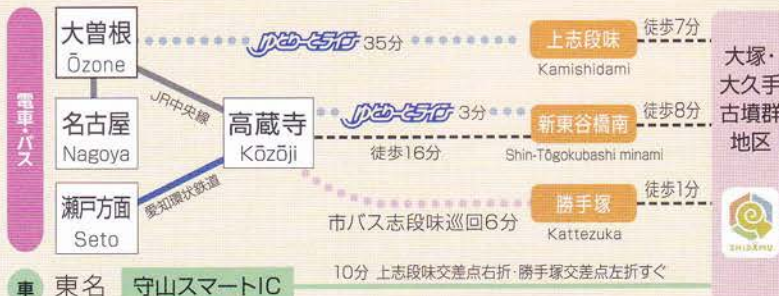 電車・バス
大曽根
Ōzone
ゆとりーとライン 35分
上志段味
Kamishidami
徒歩7分
JR中央線
名古屋
Nagoya
高蔵寺
Kōzōji
ゆとりーとライン 3分
徒歩16分
新東谷橋南
Shin-Tōgokubashi minami
徒歩8分
瀬戸方面
Seto
愛知環状鉄道
市バス志段味巡回6分
勝手塚
Kattezuka
徒歩1分
大塚・
大久手
古墳群
地区
SHIDAMU
車
東名 守山スマートIC
10分 上志段味交差点右折・勝手塚交差点左折すぐ